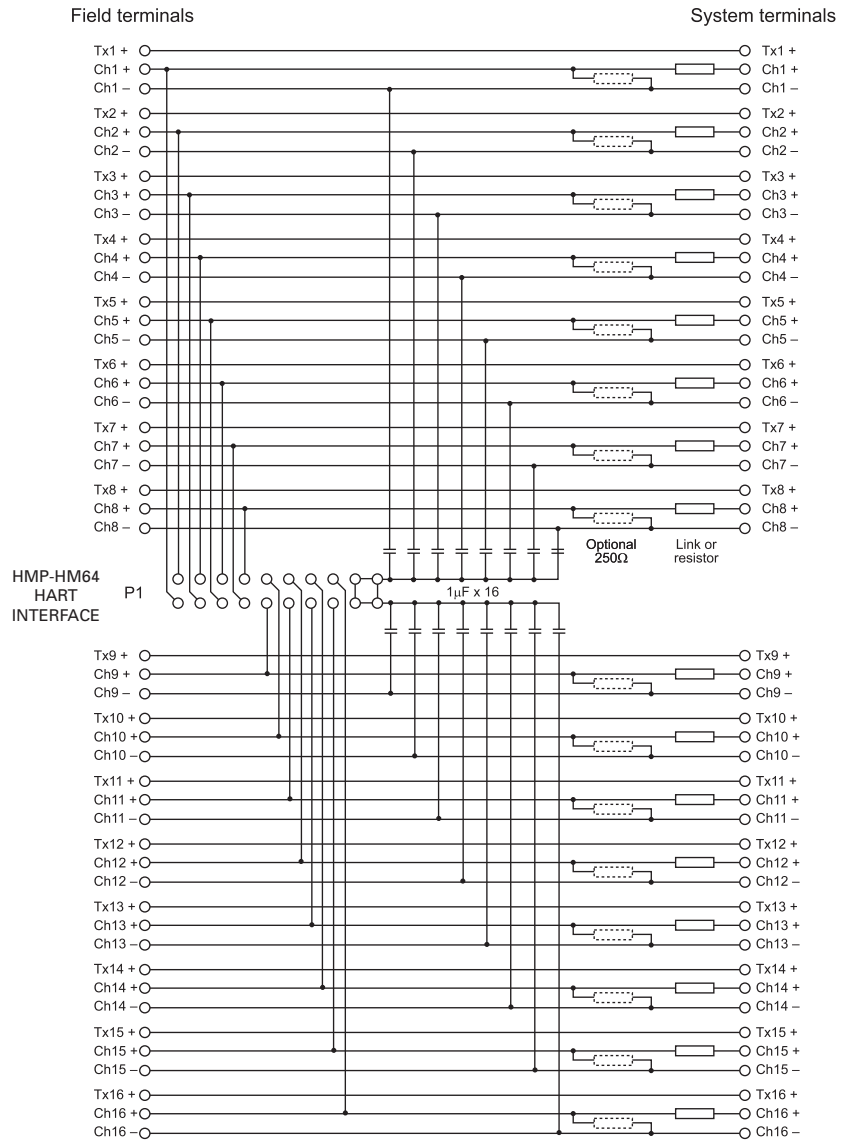 Field terminals System terminals
Tx1 + Tx1 +
Ch1 + Ch1 +
Ch1 – Ch1 –
Tx2 + Tx2 +
Ch2 + Ch2 +
Ch2 – Ch2 –
Tx3 + Tx3 +
Ch3 + Ch3 +
Ch3 – Ch3 –
Tx4 + Tx4 +
Ch4 + Ch4 +
Ch4 – Ch4 –
Tx5 + Tx5 +
Ch5 + Ch5 +
Ch5 – Ch5 –
Tx6 + Tx6 +
Ch6 + Ch6 +
Ch6 – Ch6 –
Tx7 + Tx7 +
Ch7 + Ch7 +
Ch7 – Ch7 –
Tx8 + Tx8 +
Ch8 + Ch8 +
Ch8 – Ch8 –
Optional
250Ω
Link or
resistor
HMP-HM64
HART
INTERFACE
P1
1µF x 16
Tx9 + Tx9 +
Ch9 + Ch9 +
Ch9 – Ch9 –
Tx10 + Tx10 +
Ch10 + Ch10 +
Ch10 – Ch10 –
Tx11 + Tx11 +
Ch11 + Ch11 +
Ch11 – Ch11 –
Tx12 + Tx12 +
Ch12 + Ch12 +
Ch12 – Ch12 –
Tx13 + Tx13 +
Ch13 + Ch13 +
Ch13 – Ch13 –
Tx14 + Tx14 +
Ch14 + Ch14 +
Ch14 – Ch14 –
Tx15 + Tx15 +
Ch15 + Ch15 +
Ch15 – Ch15 –
Tx16 + Tx16 +
Ch16 + Ch16 +
Ch16 – Ch16 –